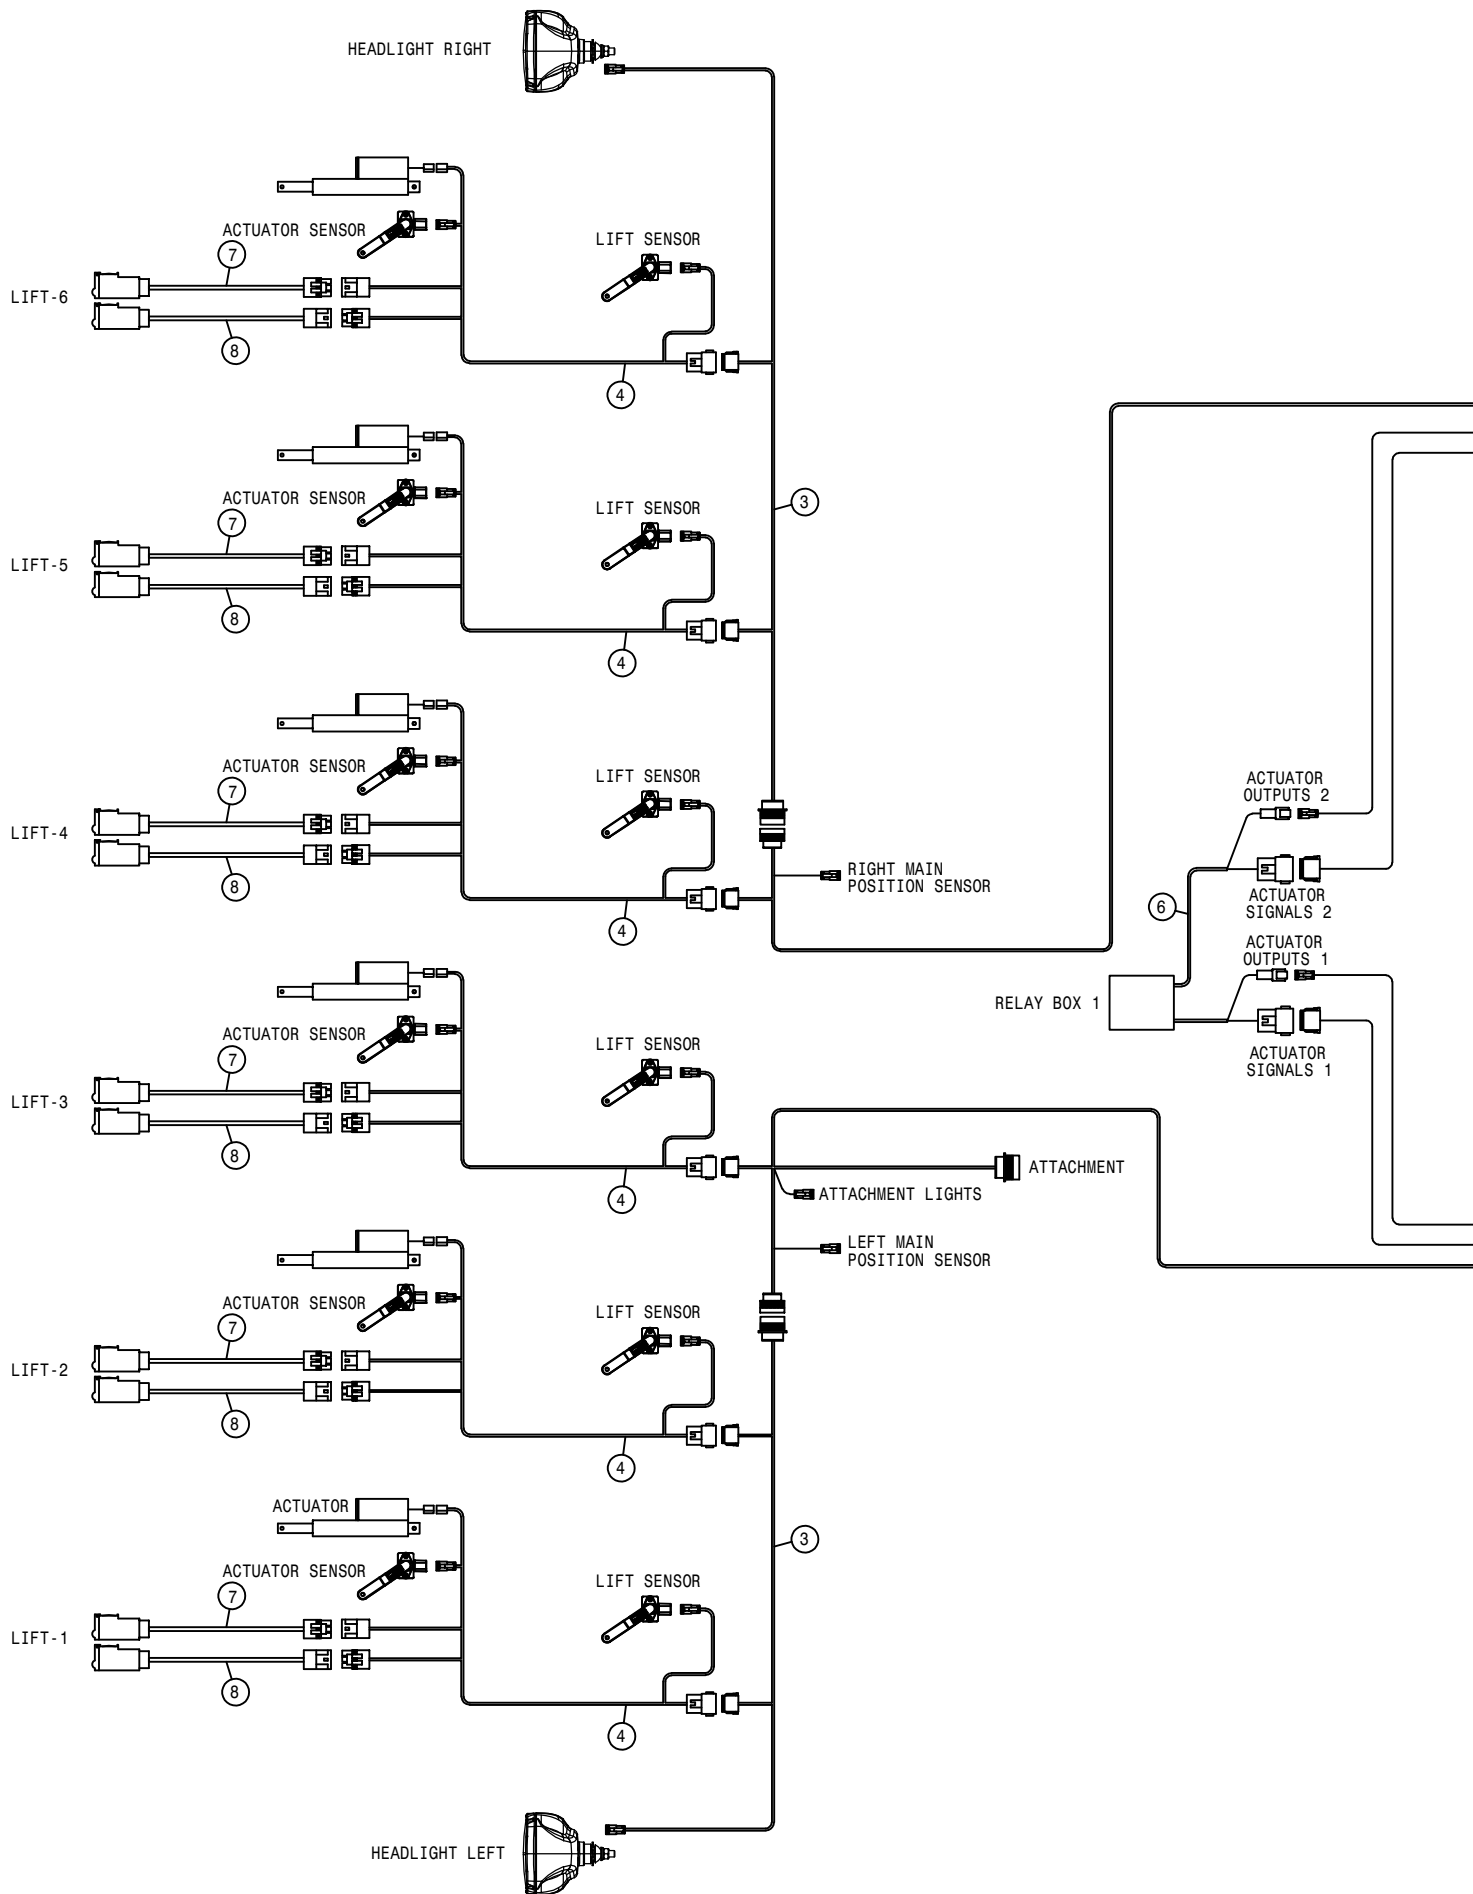 HEADLIGHT RIGHT
ACTUATOR SENSOR
7
LIFT SENSOR
LIFT-6
8
4
ACTUATOR SENSOR
7
LIFT SENSOR
3
LIFT-5
8
4
ACTUATOR SENSOR
7
LIFT SENSOR
LIFT-4
8
4
RIGHT MAIN
POSITION SENSOR
ACTUATOR
OUTPUTS 2
6
ACTUATOR
SIGNALS 2
ACTUATOR
OUTPUTS 1
RELAY BOX 1
ACTUATOR
SIGNALS 1
ACTUATOR SENSOR
7
LIFT SENSOR
LIFT-3
8
4
ATTACHMENT
ATTACHMENT LIGHTS
LEFT MAIN
POSITION SENSOR
ACTUATOR SENSOR
7
LIFT SENSOR
LIFT-2
8
4
ACTUATOR
3
ACTUATOR SENSOR
7
LIFT SENSOR
LIFT-1
8
4
HEADLIGHT LEFT